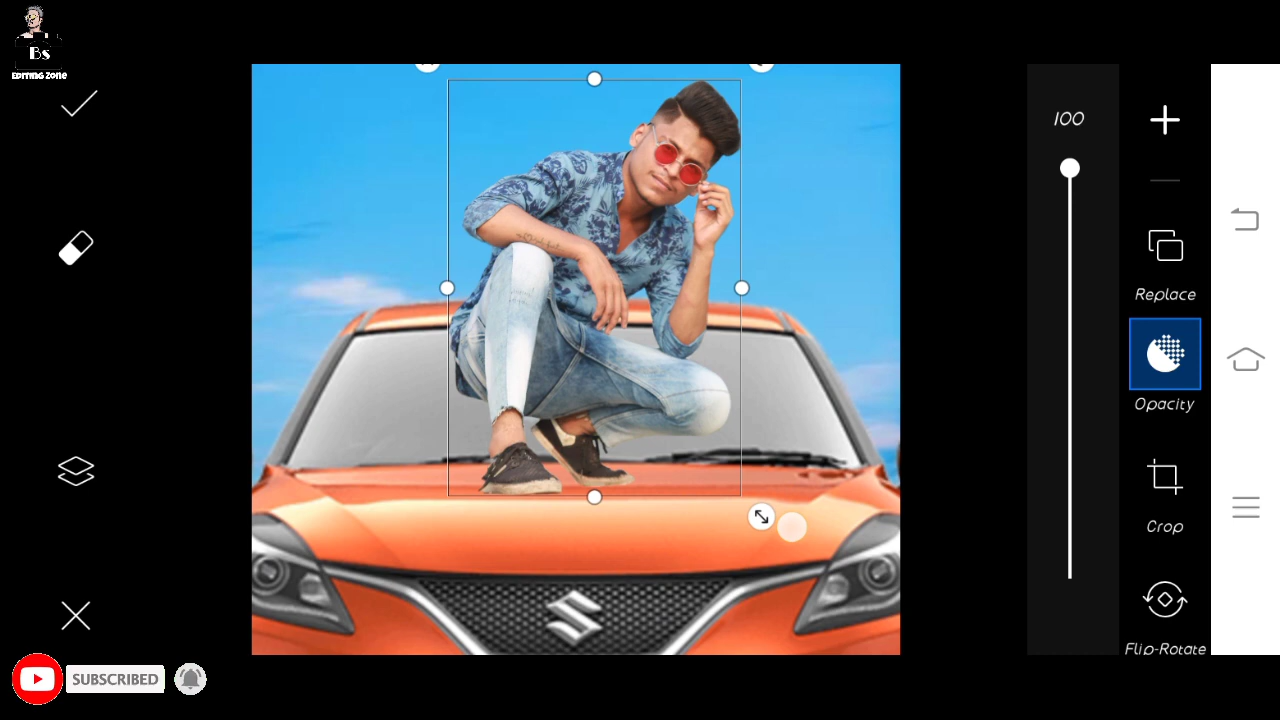 Bs
EDITING ZONE
100
Replace
Opacity
Crop
Flip-Rotate
SUBSCRIBED